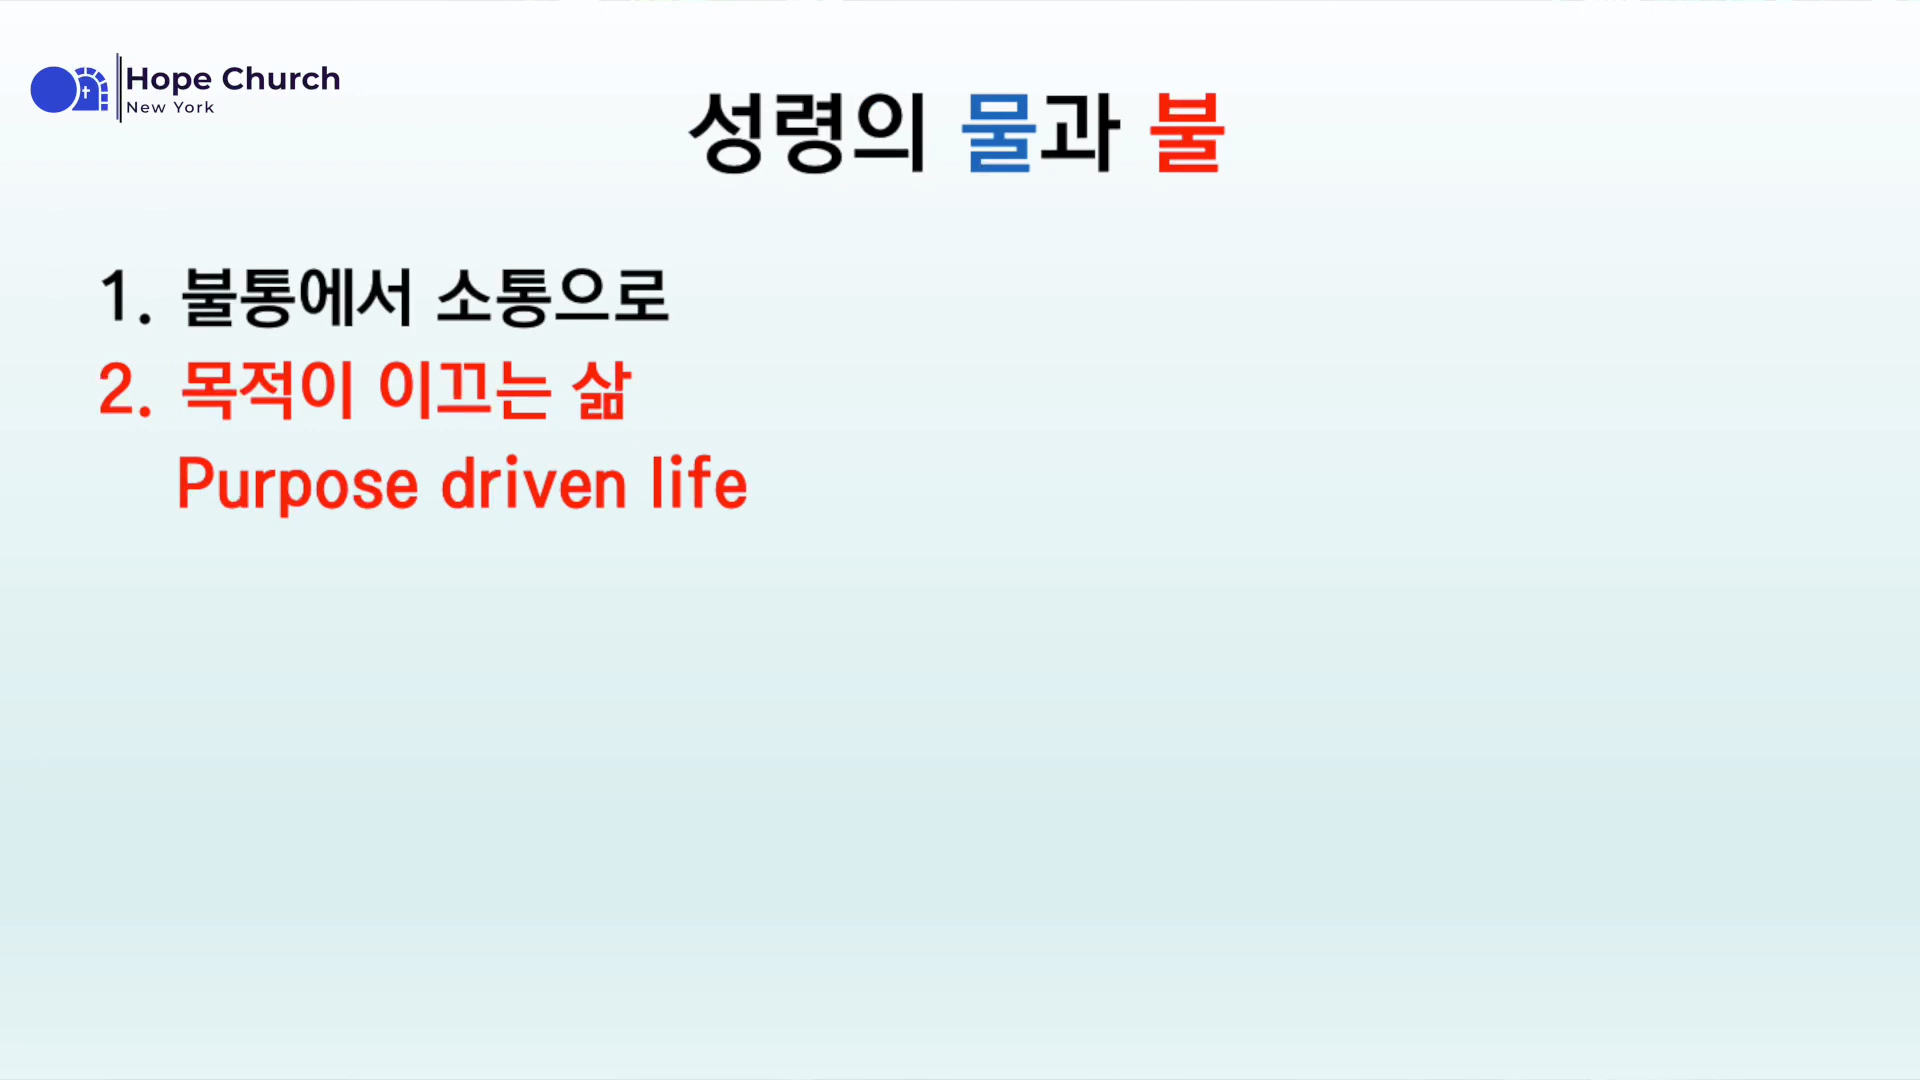 Hope Church
New York
성령의 물과 불
1. 불통에서 소통으로
2. 목적이 이끄는 삶
Purpose driven life